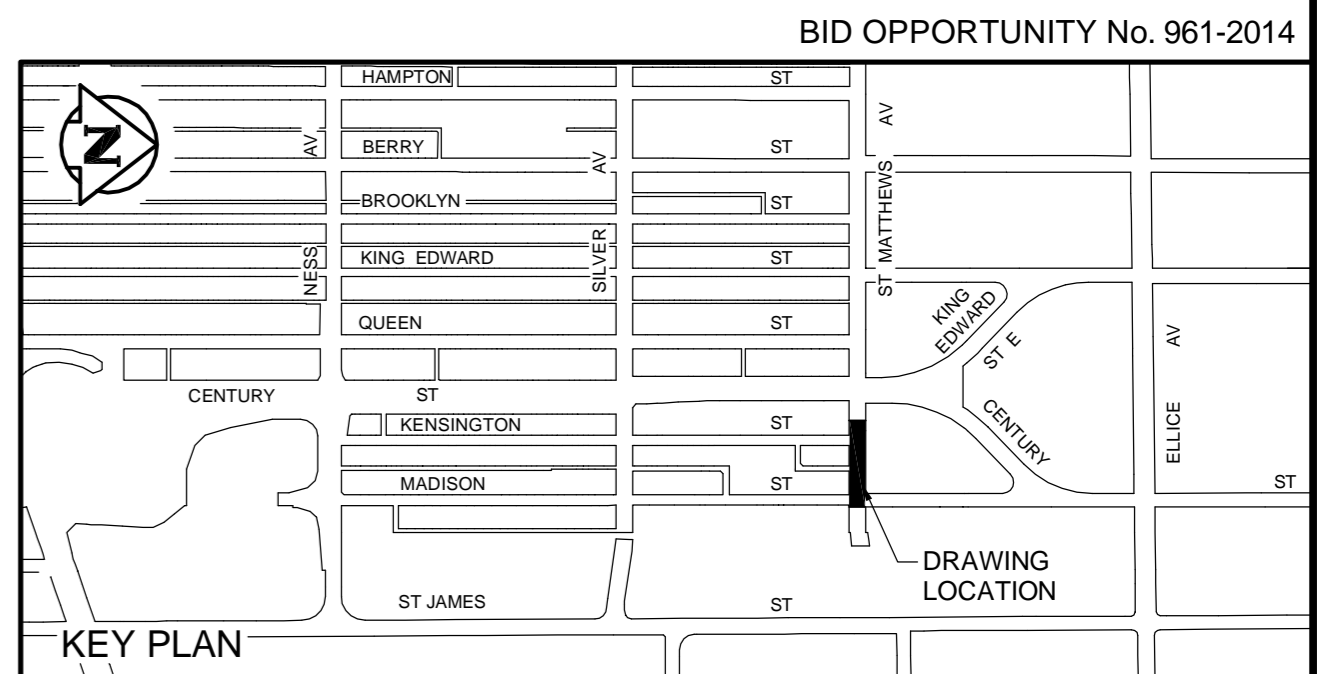 BID OPPORTUNITY No. 961-2014
N
HAMPTON ST
BERRY ST
BROOKLYN ST
KING EDWARD ST
QUEEN ST
CENTURY ST
KENSINGTON ST
MADISON ST
ST JAMES ST
NESS AV
SILVER AV
ST MATTHEWS AV
KING
EDWARD
ST E
CENTURY
ST
ELLICE AV
DRAWING
LOCATION
KEY PLAN